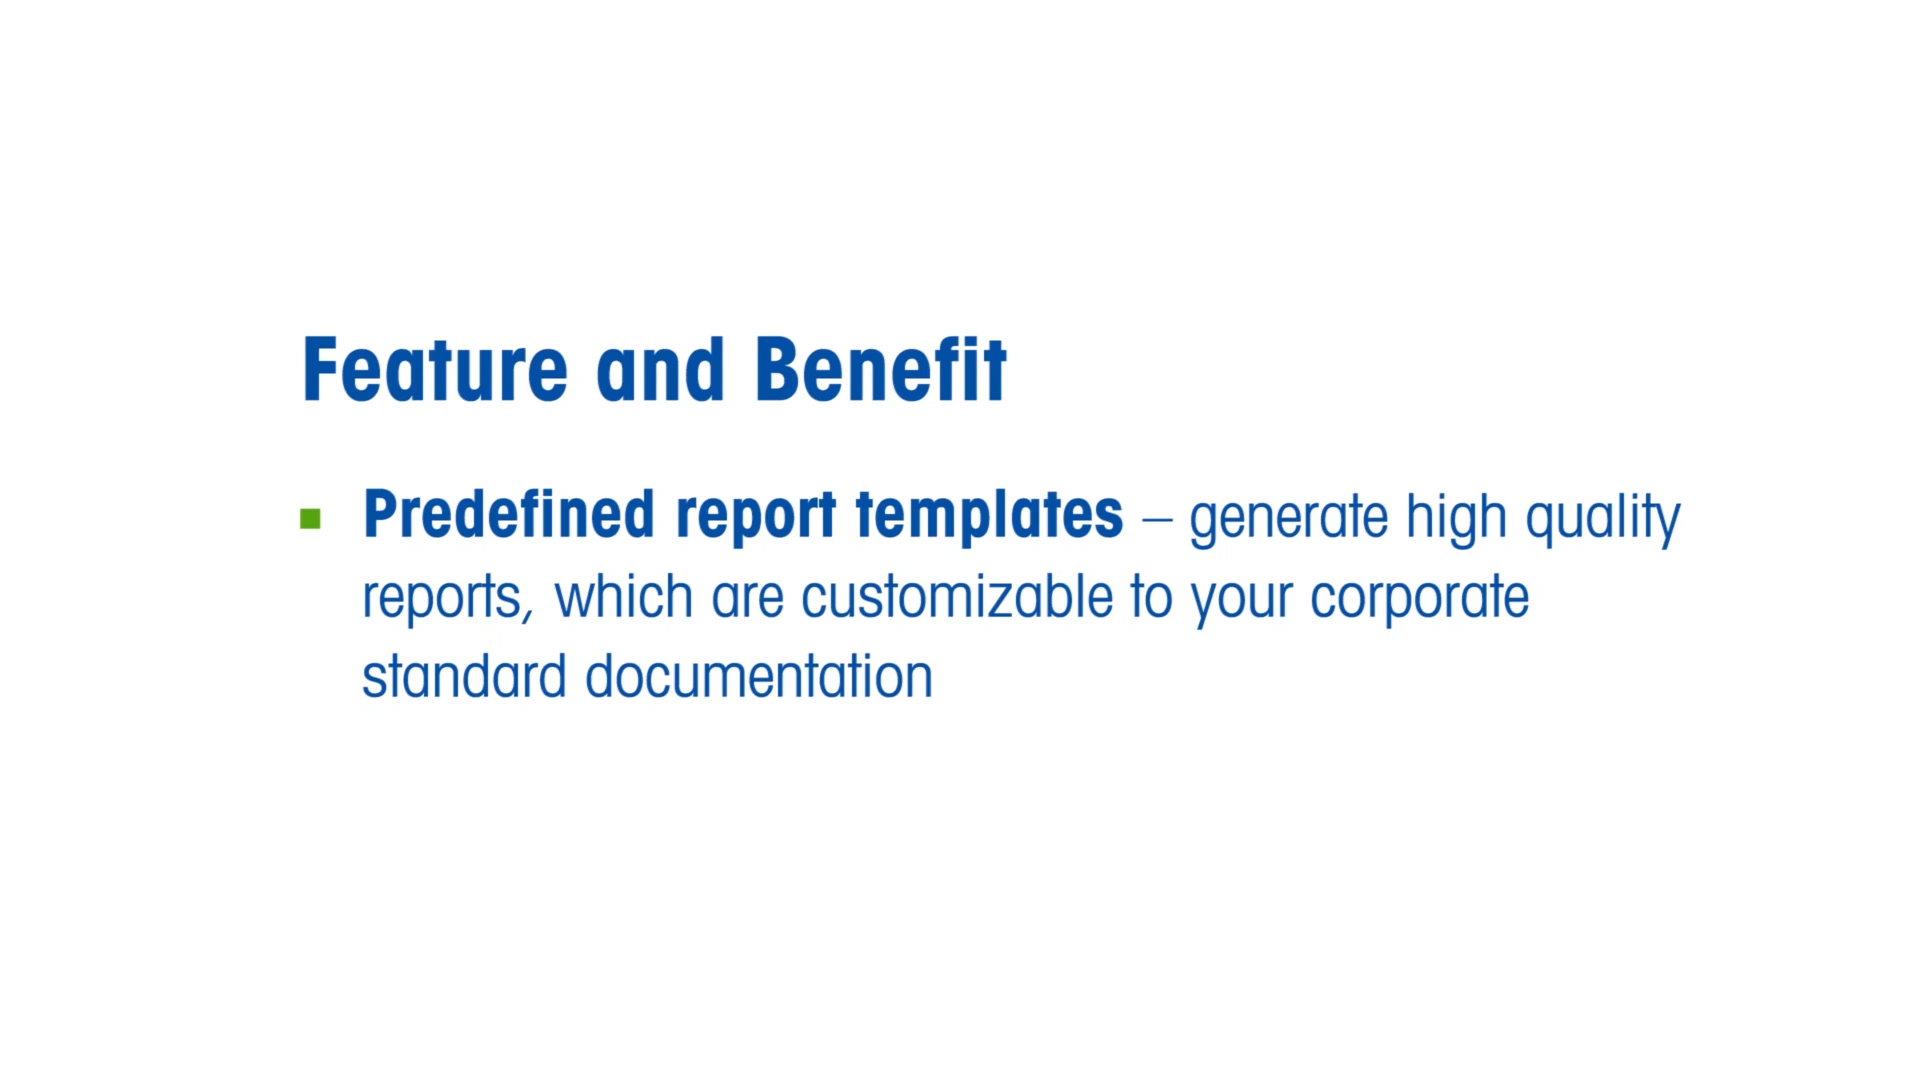 Feature and Benefit
Predefined report templates – generate high quality
reports, which are customizable to your corporate
standard documentation